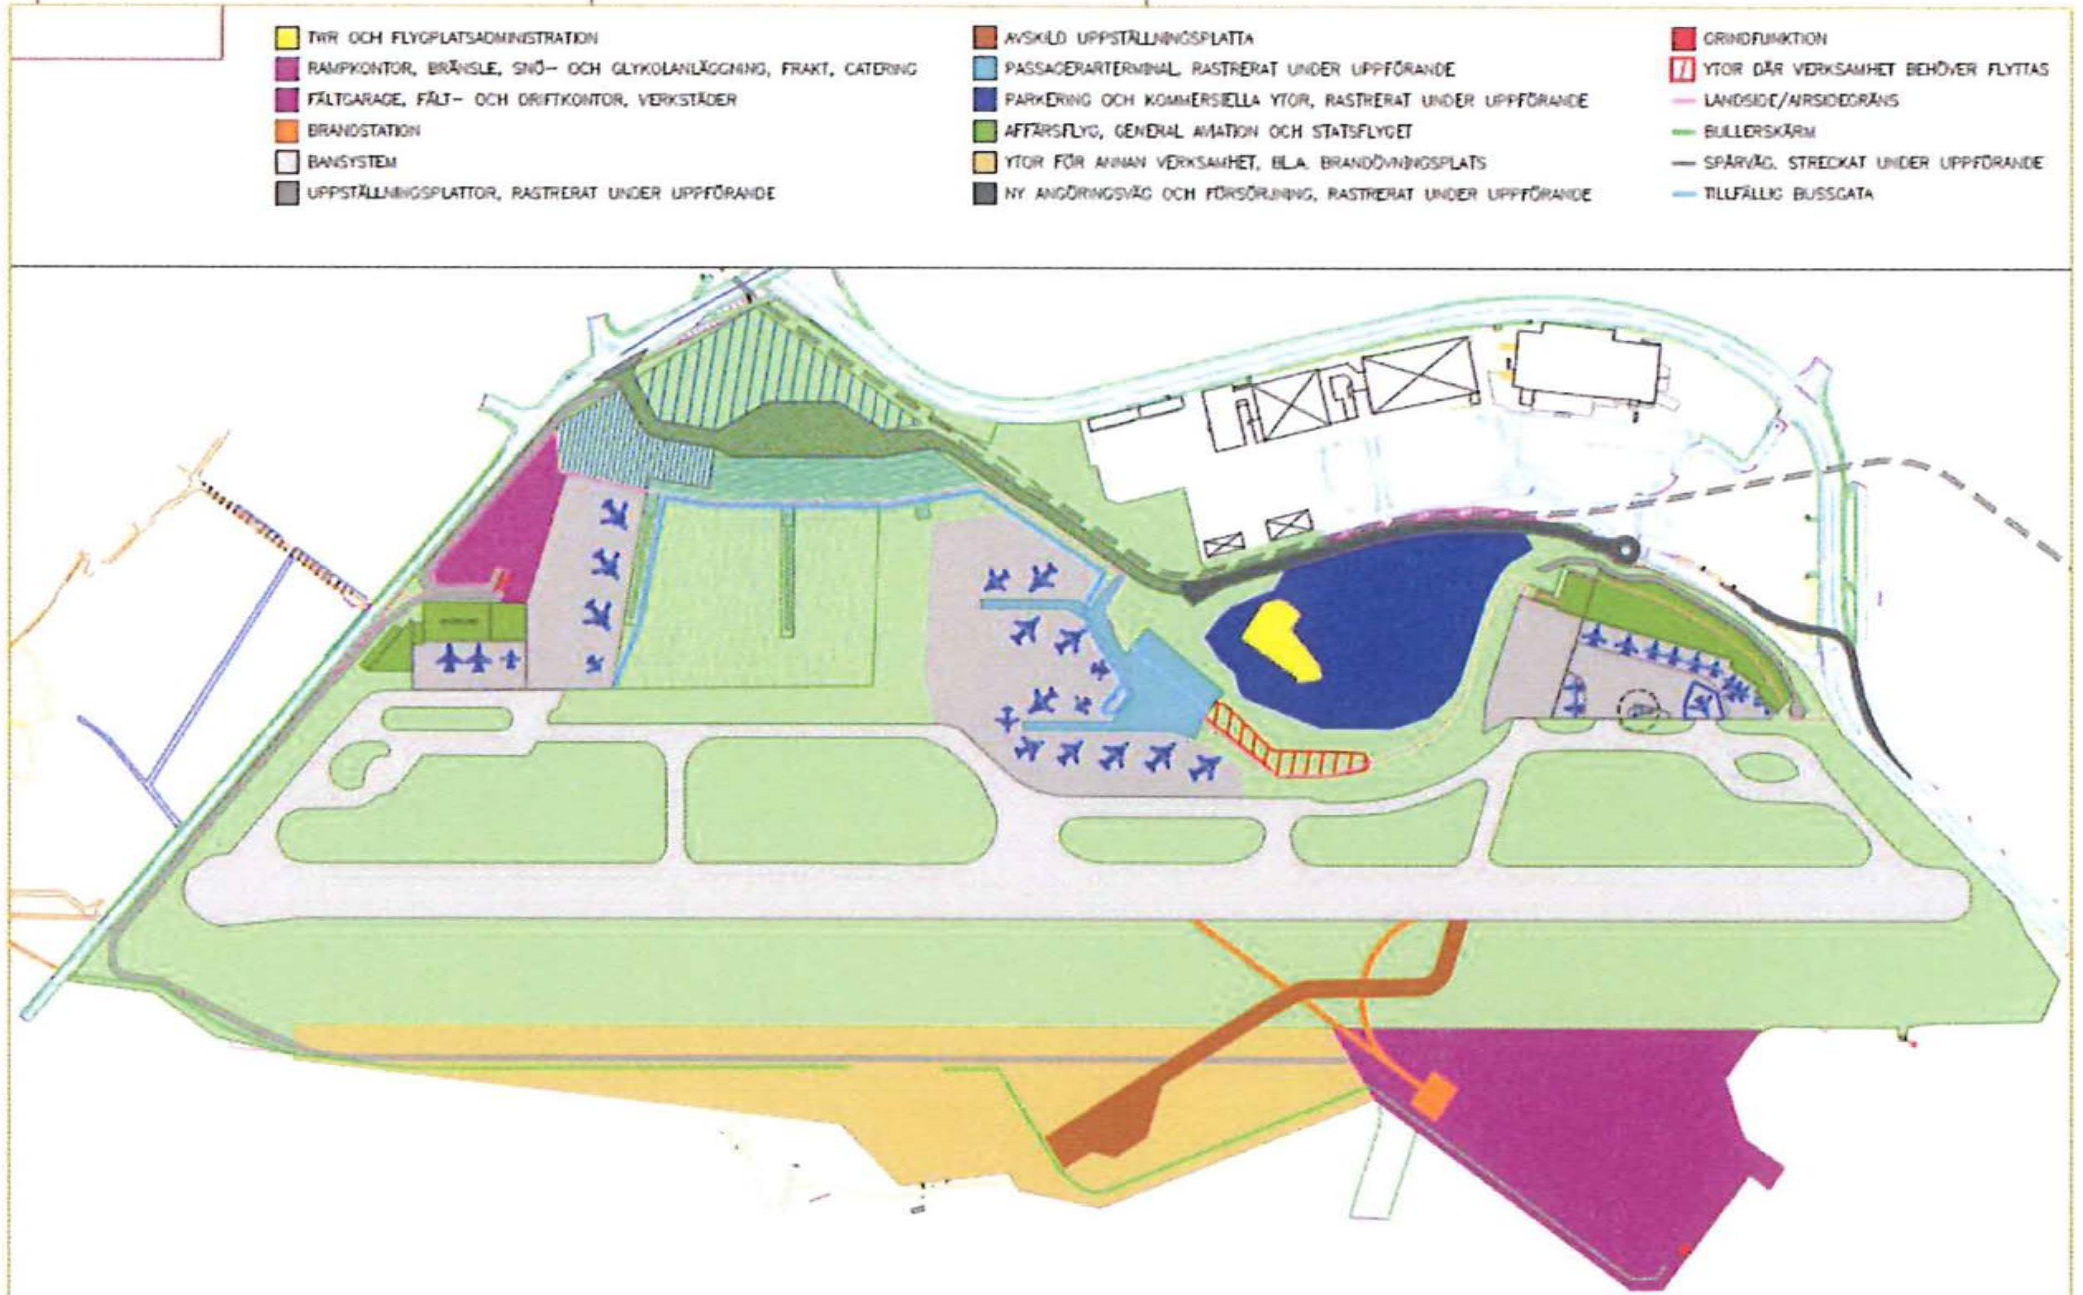 TWR OCH FLYGPLATSADMINISTRATION
RAMPKONTOR, BRÄNSLE, SNÖ- OCH GLYKOLANLÄGGNING, FRAKT, CATERING
FÄLTGARAGE, FÄLT- OCH DRIFTKONTOR, VERKSTÄDER
BRANDSTATION
BANSYSTEM
UPPSTÄLLNINGSPLATTOR, RASTRERAT UNDER UPPFÖRANDE
AVSKILD UPPSTÄLLNINGSPLATTA
PASSAGERARTERMINAL, RASTRERAT UNDER UPPFÖRANDE
PARKERING OCH KOMMERSIELLA YTOR, RASTRERAT UNDER UPPFÖRANDE
AFFÄRSFLYG, GENERAL AVIATION OCH STATSFLYGET
YTOR FÖR ANNAN VERKSAMHET, BL.A. BRANDÖVNINGSPLATS
NY ANGÖRINGSVÄG OCH FÖRSÖRJNING, RASTRERAT UNDER UPPFÖRANDE
GRINDFUNKTION
YTOR DÄR VERKSAMHET BEHÖVER FLYTTAS
LANDSIDE/AIRSIDEGRÄNS
BULLERSKÄRM
SPÅRVÄG, STRECKAT UNDER UPPFÖRANDE
TILLFÄLLIG BUSSGATA